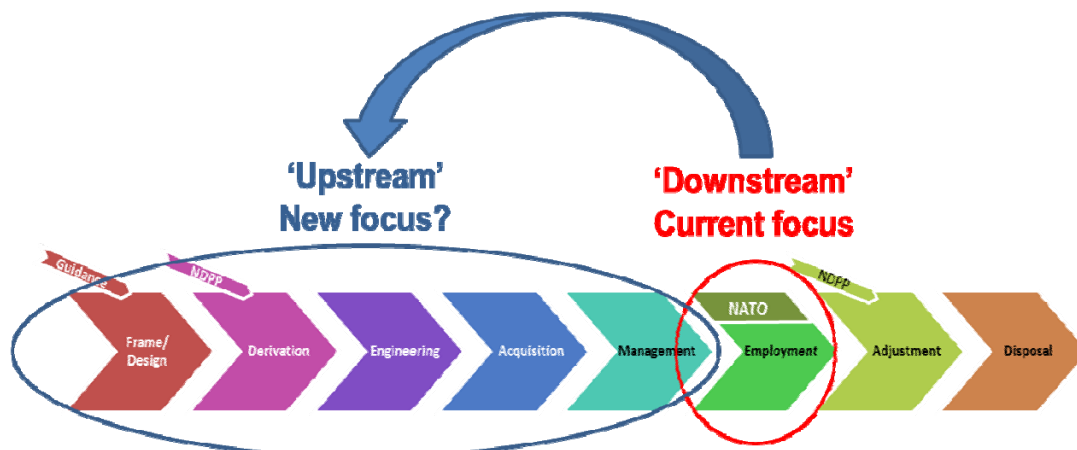 ‘Upstream’
New focus?
‘Downstream’
Current focus
Guidance
NDPP
NATO
NDPP
Frame/
Design
Derivation
Engineering
Acquisition
Management
Employment
Adjustment
Disposal